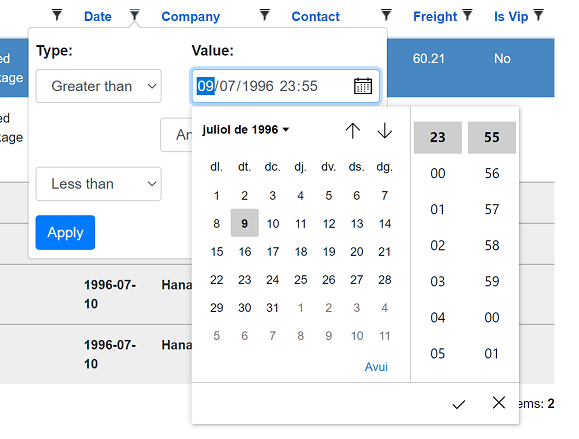 Date Company Contact Freight Is Vip
Type: Value:
Greater than 09/07/1996 23:55
60.21 No
ed
kage
ed
kage
An
Less than
Apply
juliol de 1996
dl. dt. dc. dj. dv. ds. dg.
1 2 3 4 5 6 7
8 9 10 11 12 13 14
15 16 17 18 19 20 21
22 23 24 25 26 27 28
29 30 31 1 2 3 4
5 6 7 8 9 10 11
Avui
23 55
00 56
01 57
02 58
03 59
04 00
05 01
1996-07-
10
Hana
1996-07-
10
Hana
ems: 2